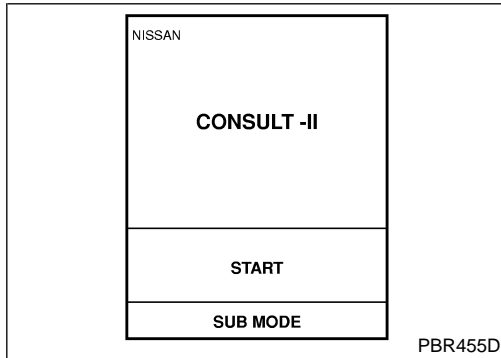 NISSAN
CONSULT -II
START
SUB MODE
PBR455D